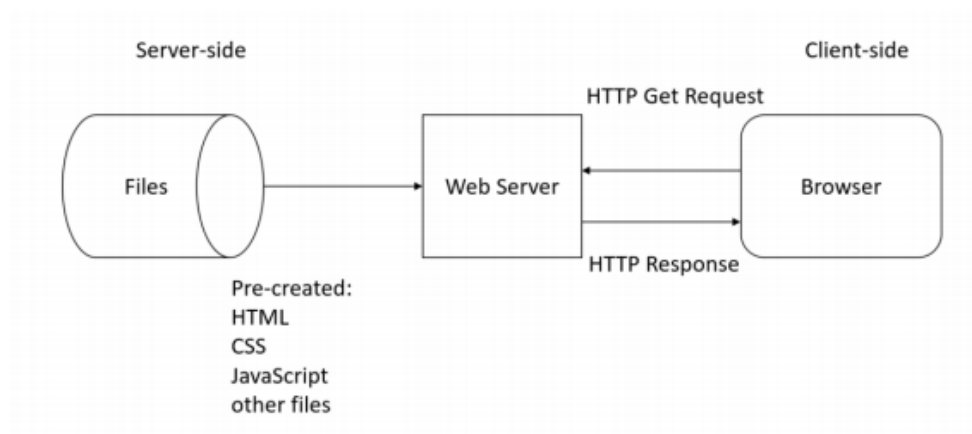 Server-side
Client-side
HTTP Get Request
Files
Web Server
Browser
HTTP Response
Pre-created:
HTML
CSS
JavaScript
other files